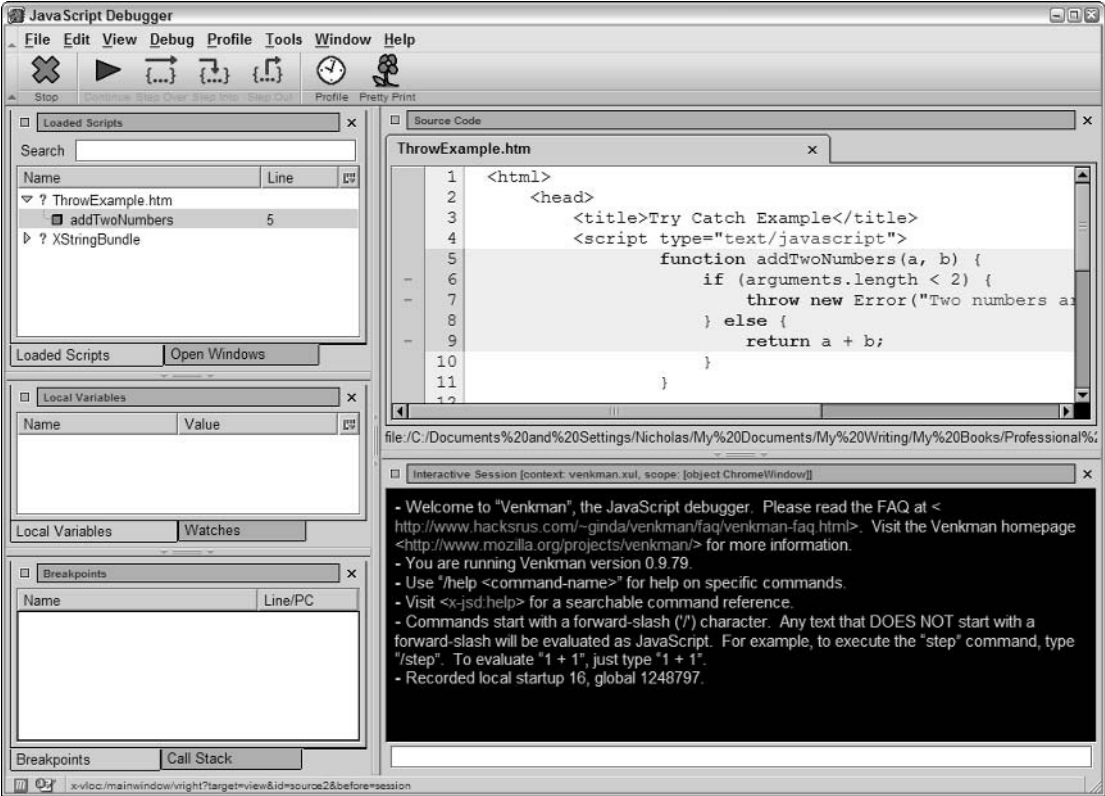 JavaScript Debugger
File Edit View Debug Profile Tools Window Help
Stop Continue Step Over Step Into Step Out Profile Pretty Print
Loaded Scripts
Search
Name Line
? ThrowExample.htm
addTwoNumbers 5
? XStringBundle
Loaded Scripts Open Windows
Local Variables
Name Value
Local Variables Watches
Breakpoints
Name Line/PC
Breakpoints Call Stack
Source Code
ThrowExample.htm
1 <html>
2 <head>
3 <title>Try Catch Example</title>
4 <script type="text/javascript">
5 function addTwoNumbers(a, b) {
- 6 if (arguments.length < 2) {
- 7 throw new Error("Two numbers ar
8 } else {
- 9 return a + b;
10 }
11 }
12
file:/C:/Documents%20and%20Settings/Nicholas/My%20Documents/My%20Writing/My%20Books/Professional%2
Interactive Session [context: venkman.xul, scope: [object ChromeWindow]]
- Welcome to "Venkman", the JavaScript debugger. Please read the FAQ at <
http://www.hacksrus.com/~ginda/venkman/faq/venkman-faq.html>. Visit the Venkman homepage
<http://www.mozilla.org/projects/venkman/> for more information.
- You are running Venkman version 0.9.79.
- Use "/help <command-name>" for help on specific commands.
- Visit <x-jsd:help> for a searchable command reference.
- Commands start with a forward-slash ('/') character. Any text that DOES NOT start with a
forward-slash will be evaluated as JavaScript. For example, to execute the "step" command, type
"/step". To evaluate "1 + 1", just type "1 + 1".
- Recorded local startup 16, global 1248797.
x-vloc:/mainwindow/vright?target=view&id=source2&before=session